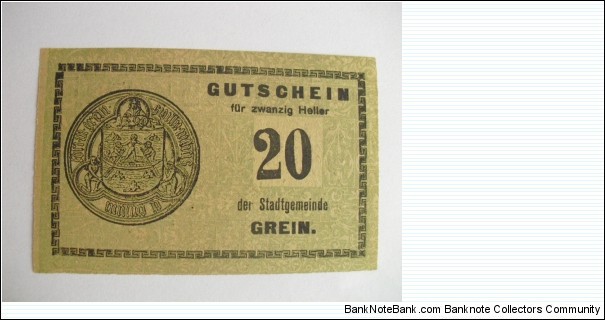 GUTSCHEIN
für zwanzig Heller
20
der Stadtgemeinde
GREIN.
BankNoteBank.com Banknote Collectors Community